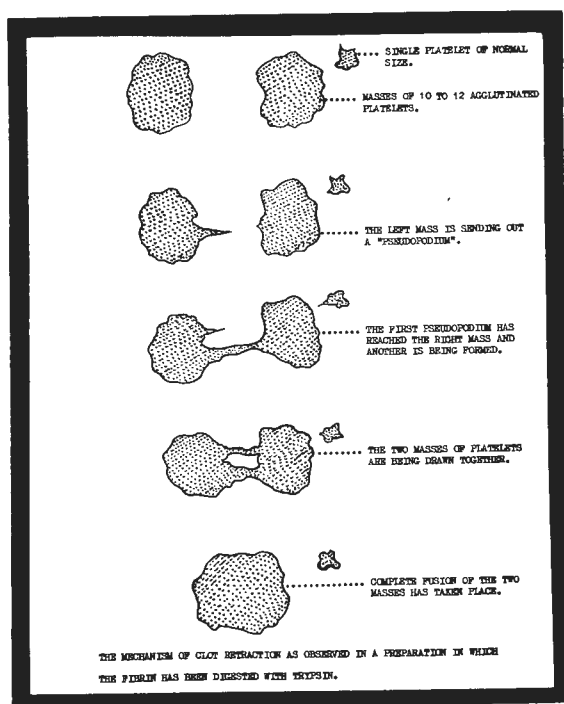 SINGLE PLATELET OF NORMAL
SIZE.
MASSES OF 10 TO 12 AGGLUTINATED
PLATELETS.
THE LEFT MASS IS SENDING OUT
A "PSEUDOPODIUM".
THE FIRST PSEUDOPODIUM HAS
REACHED THE RIGHT MASS AND
ANOTHER IS BEING FORMED.
THE TWO MASSES OF PLATELETS
ARE BEING DRAWN TOGETHER.
COMPLETE FUSION OF THE TWO
MASSES HAS TAKEN PLACE.
THE MECHANISM OF CLOT RETRACTION AS OBSERVED IN A PREPARATION IN WHICH
THE FIBRIN HAS BEEN DIGESTED WITH TRYPSIN.